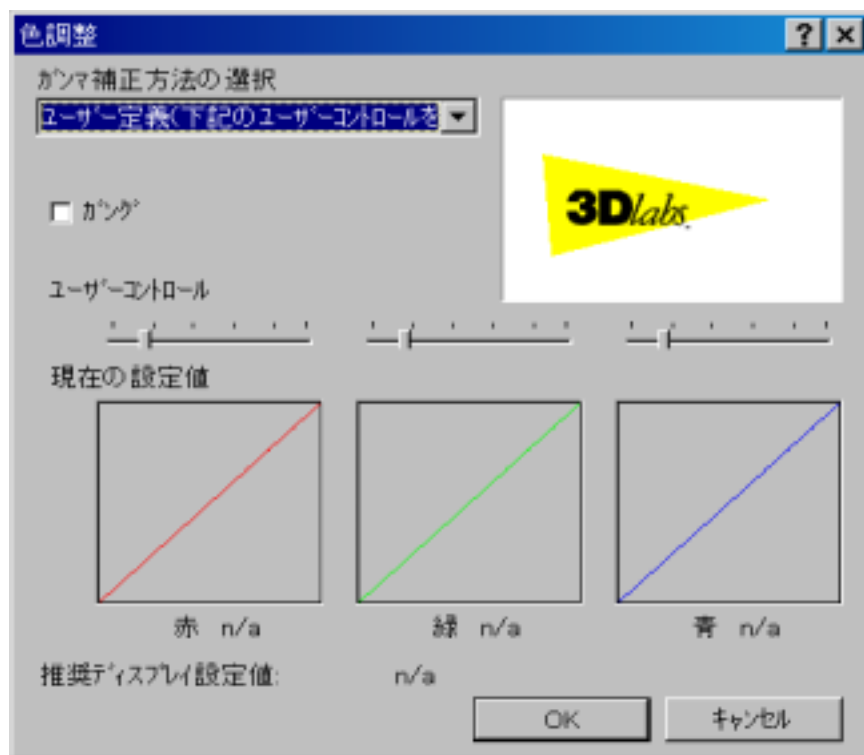 色調整
ガンマ補正方法の選択
ユーザー定義(下記のユーザーコントロールを
3Dlabs.
ガング
ユーザーコントロール
現在の設定値
赤 n/a
緑 n/a
青 n/a
推奨ディスプレイ設定値: n/a
OK
キャンセル